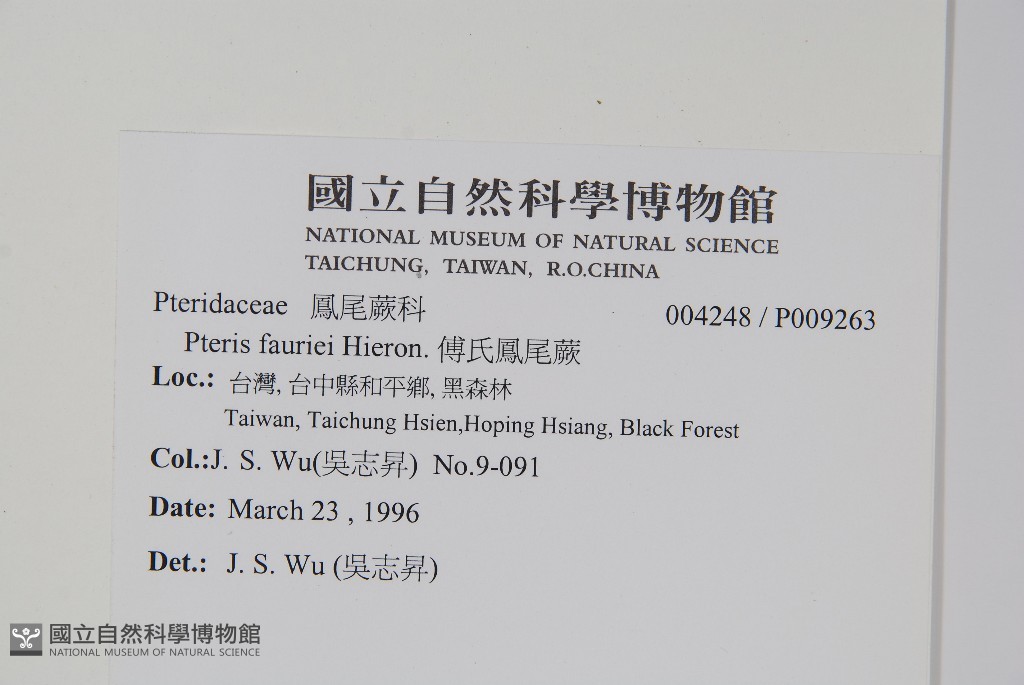 國立自然科學博物館
NATIONAL MUSEUM OF NATURAL SCIENCE
TAICHUNG, TAIWAN, R.O.CHINA
Pteridaceae 鳳尾蕨科 004248 / P009263
Pteris fauriei Hieron. 傅氏鳳尾蕨
Loc.: 台灣, 台中縣和平鄉, 黑森林
Taiwan, Taichung Hsien,Hoping Hsiang, Black Forest
Col.:J. S. Wu(吳志昇) No.9-091
Date: March 23 , 1996
Det.: J. S. Wu (吳志昇)
國立自然科學博物館
NATIONAL MUSEUM OF NATURAL SCIENCE